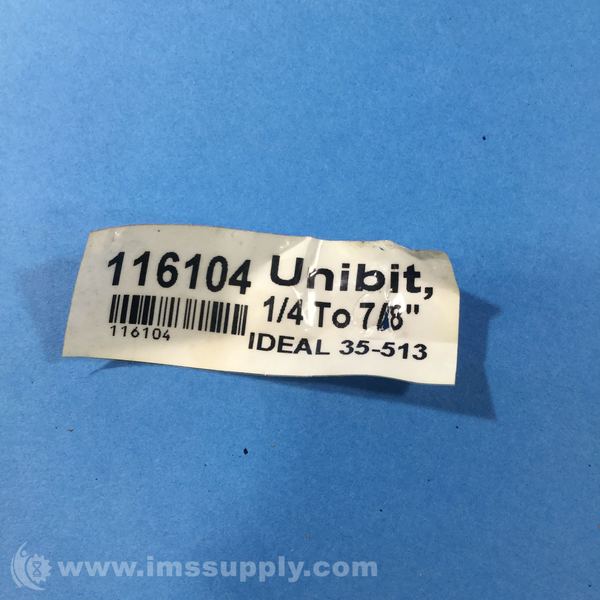 116104 Unibit,
1/4 To 7/8"
116104
IDEAL 35-513
www.imssupply.com